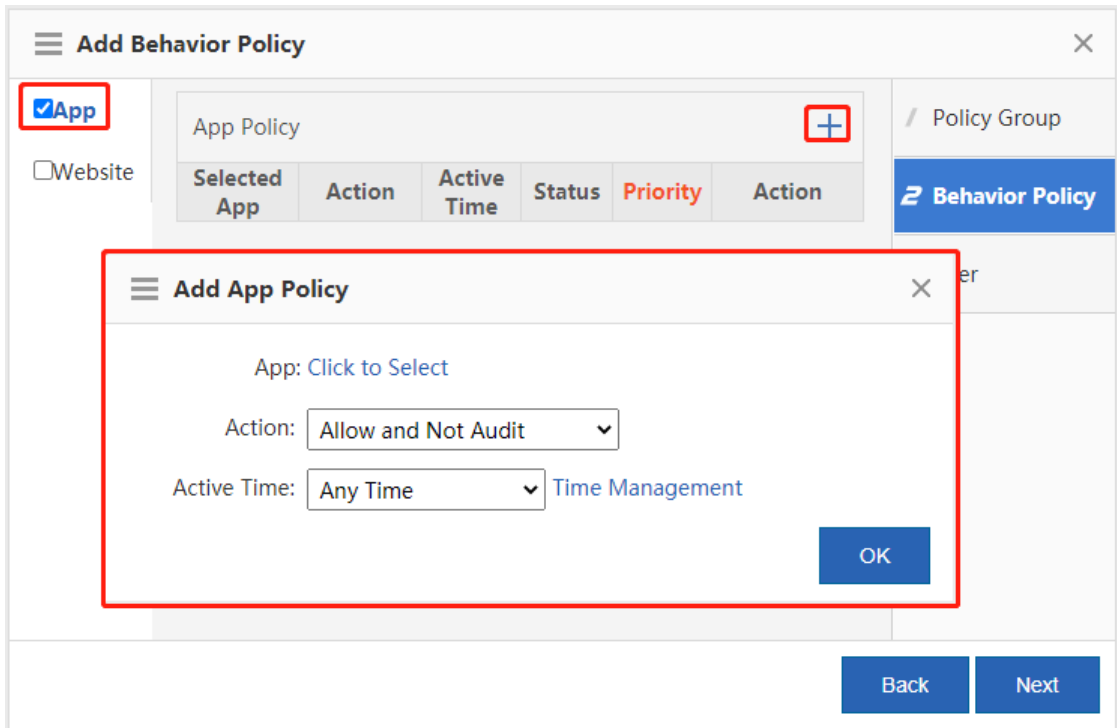 Add Behavior Policy
App
Website
App Policy
Selected App
Action
Active Time
Status
Priority
Action
Policy Group
2 Behavior Policy
er
Add App Policy
App: Click to Select
Action: Allow and Not Audit
Active Time: Any Time Time Management
OK
Back
Next